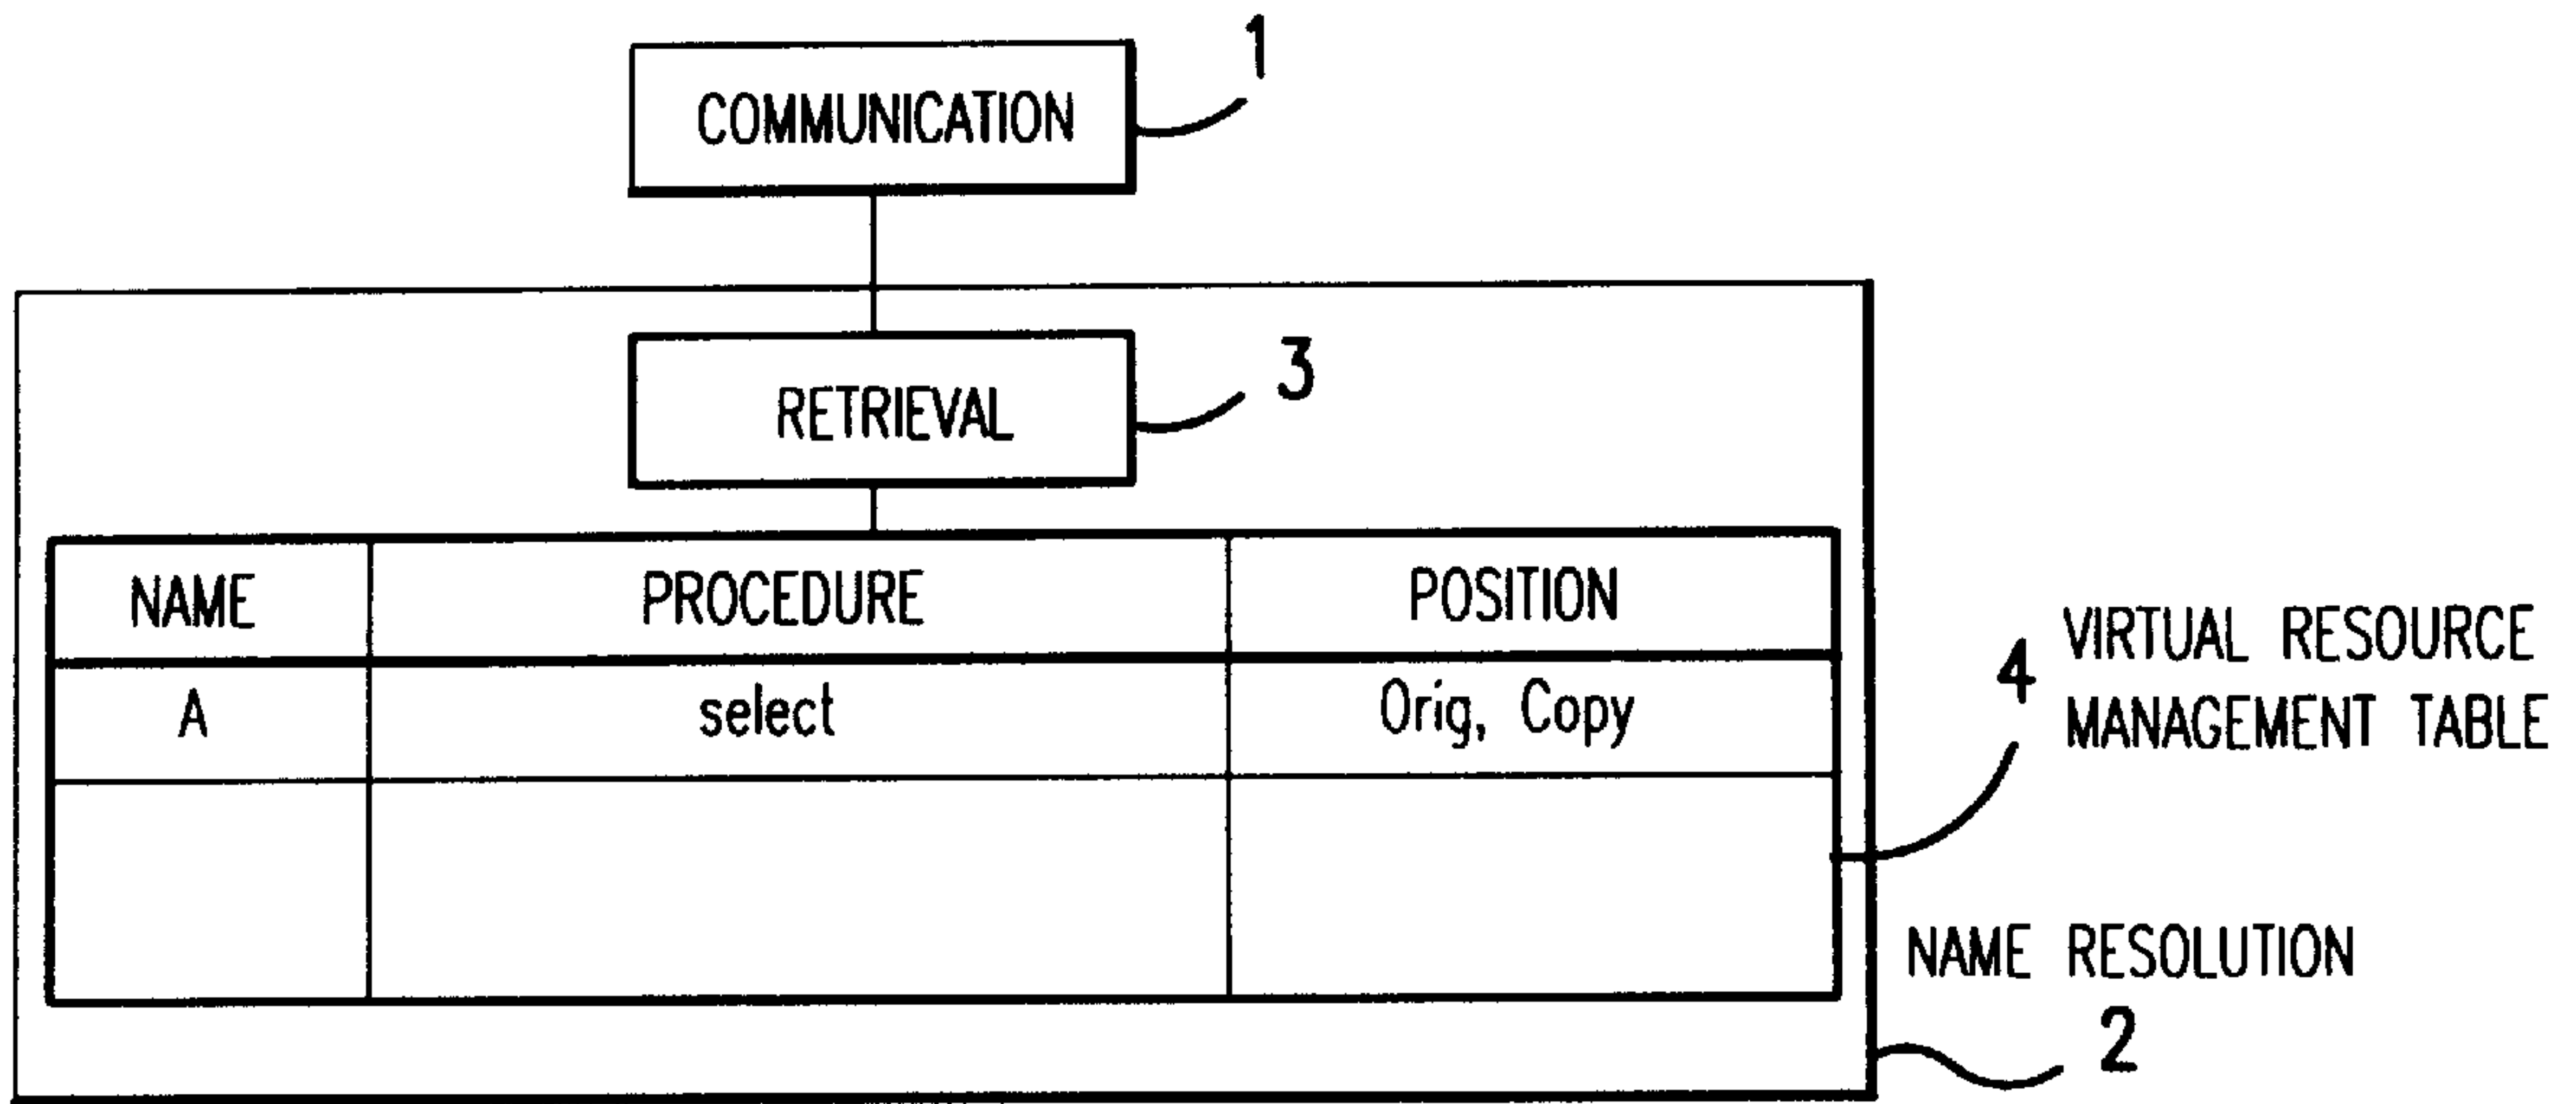 1
COMMUNICATION
3
RETRIEVAL
NAME PROCEDURE POSITION
A select Orig, Copy
4 VIRTUAL RESOURCE
MANAGEMENT TABLE
NAME RESOLUTION
2